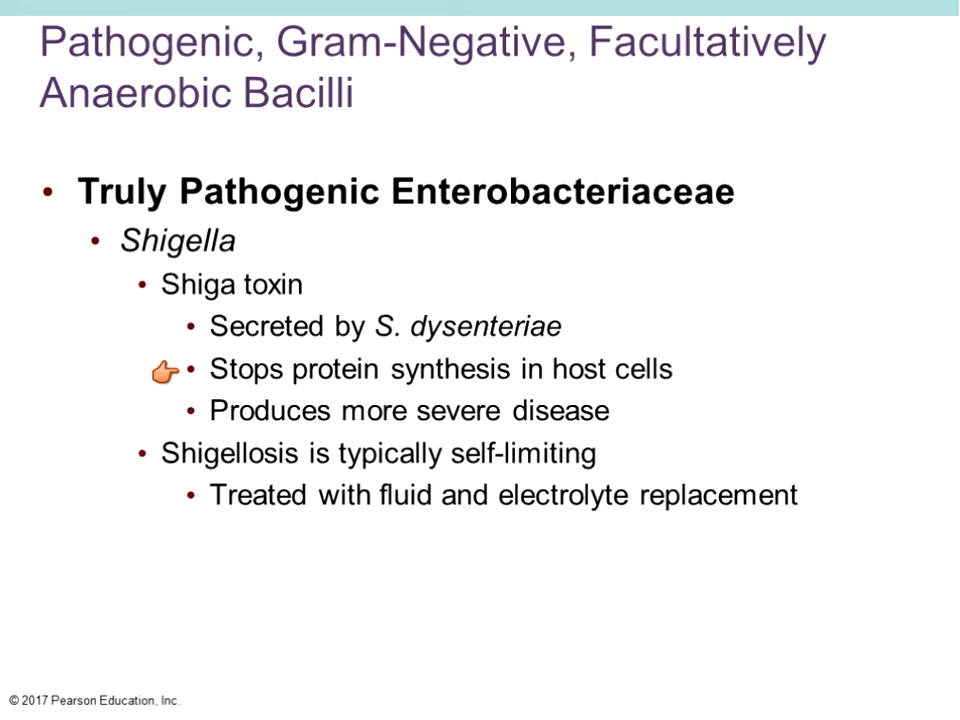 Pathogenic, Gram-Negative, Facultatively
Anaerobic Bacilli
• Truly Pathogenic Enterobacteriaceae
• Shigella
• Shiga toxin
• Secreted by S. dysenteriae
• Stops protein synthesis in host cells
• Produces more severe disease
• Shigellosis is typically self-limiting
• Treated with fluid and electrolyte replacement
© 2017 Pearson Education, Inc.